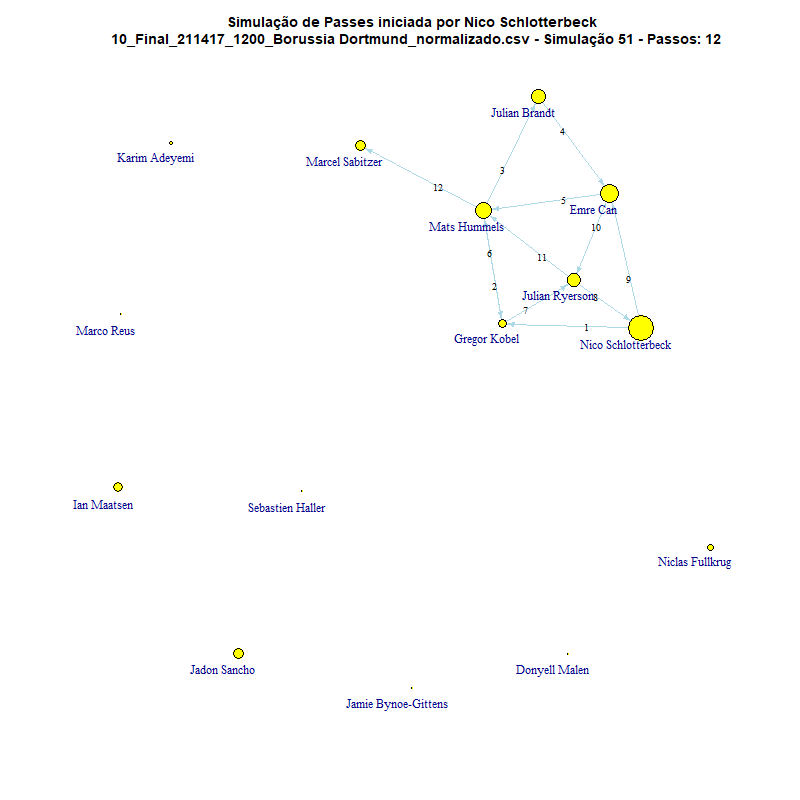 Simulação de Passes iniciada por Nico Schlotterbeck
10_Final_211417_1200_Borussia Dortmund_normalizado.csv - Simulação 51 - Passos: 12
Julian Brandt
4
Karim Adeyemi
Marcel Sabitzer
3
12
5
Emre Can
Mats Hummels
10
6
11
9
2
Julian Ryerson
7
1
Marco Reus
Gregor Kobel
Nico Schlotterbeck
Ian Maatsen
Sebastien Haller
Niclas Fullkrug
Jadon Sancho
Donyell Malen
Jamie Bynoe-Gittens